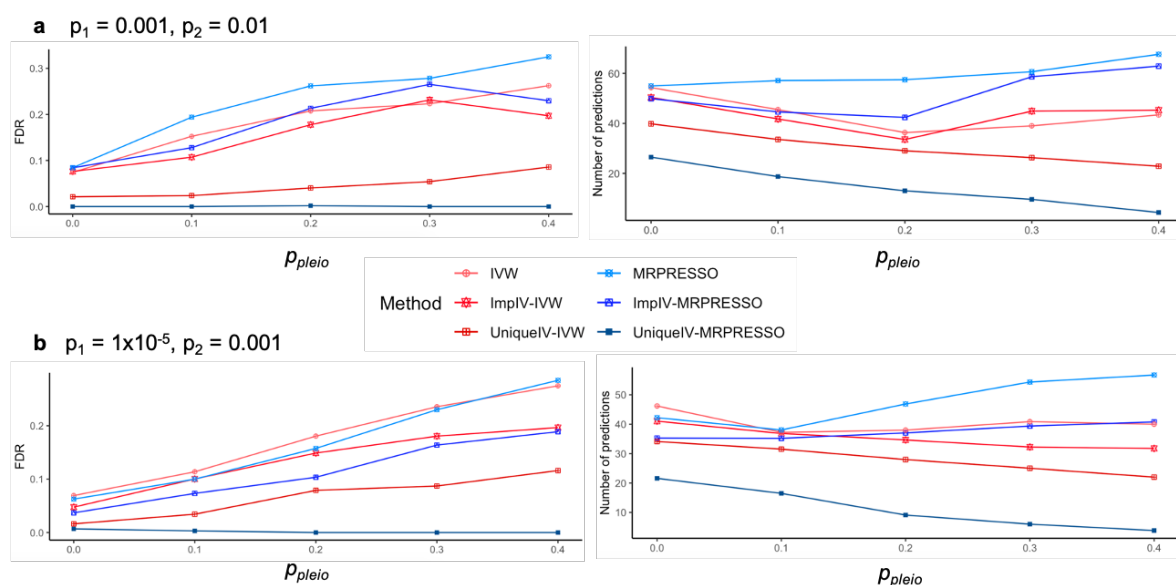 a p₁ = 0.001, p₂ = 0.01
FDR
0.3
0.2
0.1
0.0
0.0 0.1 0.2 0.3 0.4
p_pleio
Number of predictions
60
40
20
0.0 0.1 0.2 0.3 0.4
p_pleio
Method
IVW
ImpIV-IVW
UniqueIV-IVW
MRPRESSO
ImpIV-MRPRESSO
UniqueIV-MRPRESSO
b p₁ = 1x10⁻⁵, p₂ = 0.001
FDR
0.2
0.1
0.0
0.0 0.1 0.2 0.3 0.4
p_pleio
Number of predictions
50
40
30
20
10
0.0 0.1 0.2 0.3 0.4
p_pleio